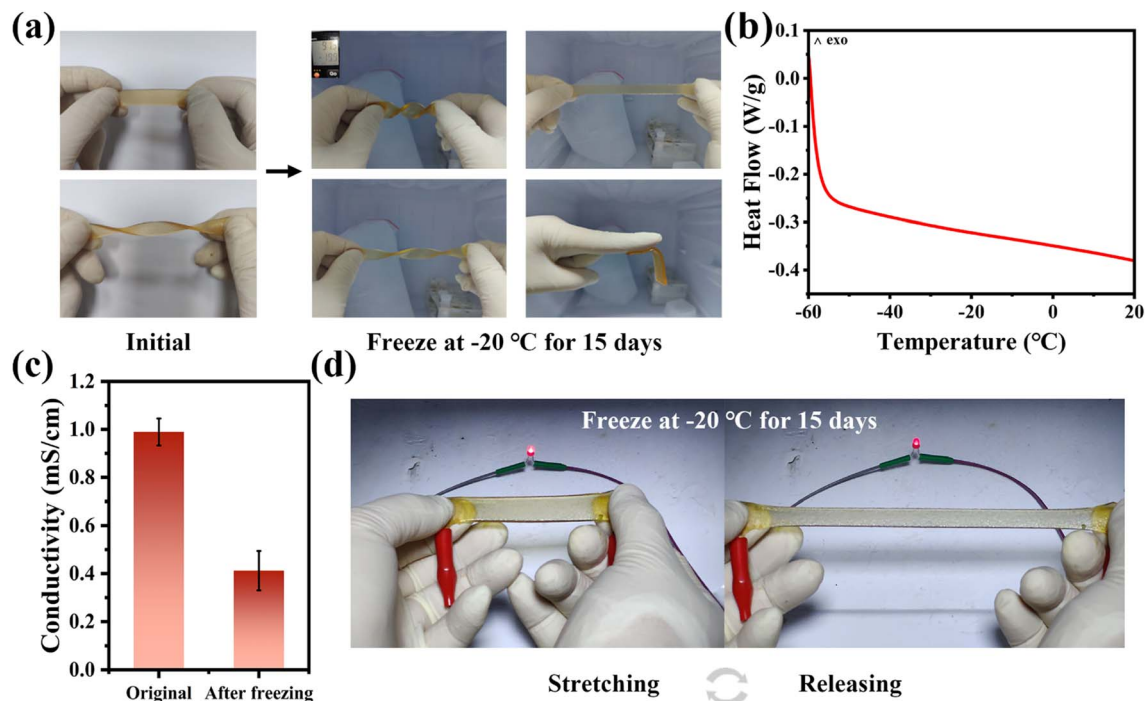 (a)
Go
Initial
Freeze at -20 °C for 15 days
(b)
^ exo
Heat Flow (W/g)
0.1
0.0
-0.1
-0.2
-0.3
-0.4
-60
-40
-20
0
20
Temperature (°C)
(c)
Conductivity (mS/cm)
1.2
1.0
0.8
0.6
0.4
0.2
0.0
Original
After freezing
(d)
Freeze at -20 °C for 15 days
Stretching
Releasing